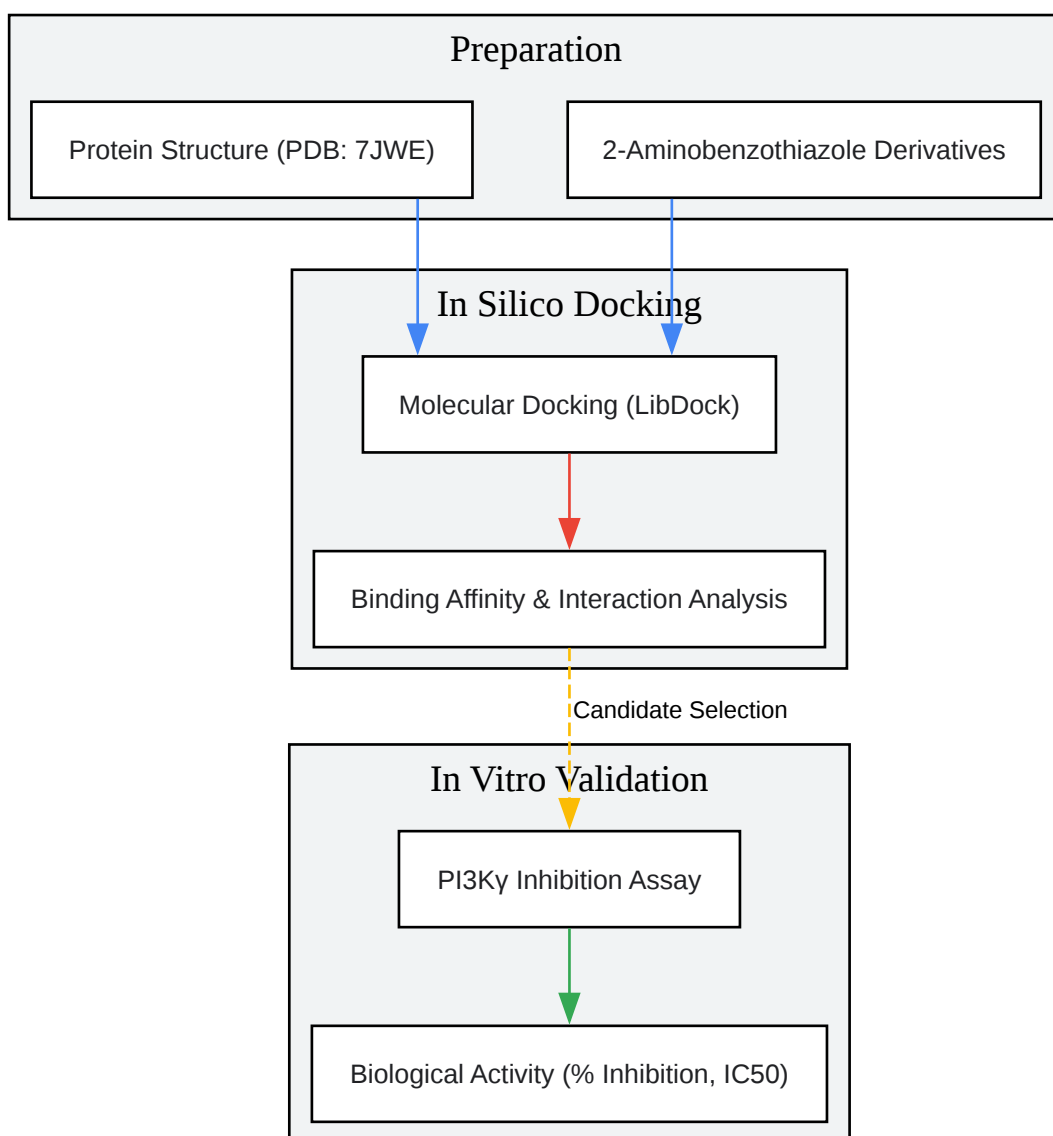 Preparation
Protein Structure (PDB: 7JWE)
2-Aminobenzothiazole Derivatives
In Silico Docking
Molecular Docking (LibDock)
Binding Affinity & Interaction Analysis
Candidate Selection
In Vitro Validation
PI3Kγ Inhibition Assay
Biological Activity (% Inhibition, IC50)